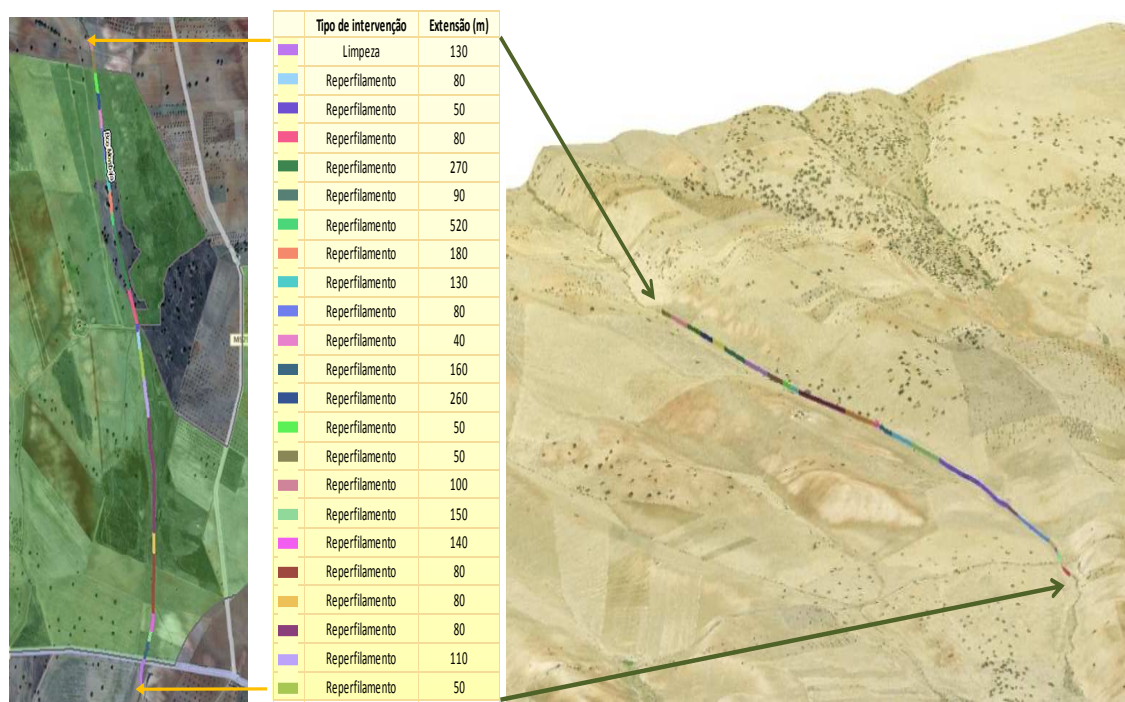 Tipo de intervenção Extensão (m)
Limpeza 130
Reperfilamento 80
Reperfilamento 50
Reperfilamento 80
Reperfilamento 270
Reperfilamento 90
Reperfilamento 520
Reperfilamento 180
Reperfilamento 130
Reperfilamento 80
Reperfilamento 40
Reperfilamento 160
Reperfilamento 260
Reperfilamento 50
Reperfilamento 50
Reperfilamento 100
Reperfilamento 150
Reperfilamento 140
Reperfilamento 80
Reperfilamento 80
Reperfilamento 80
Reperfilamento 110
Reperfilamento 50